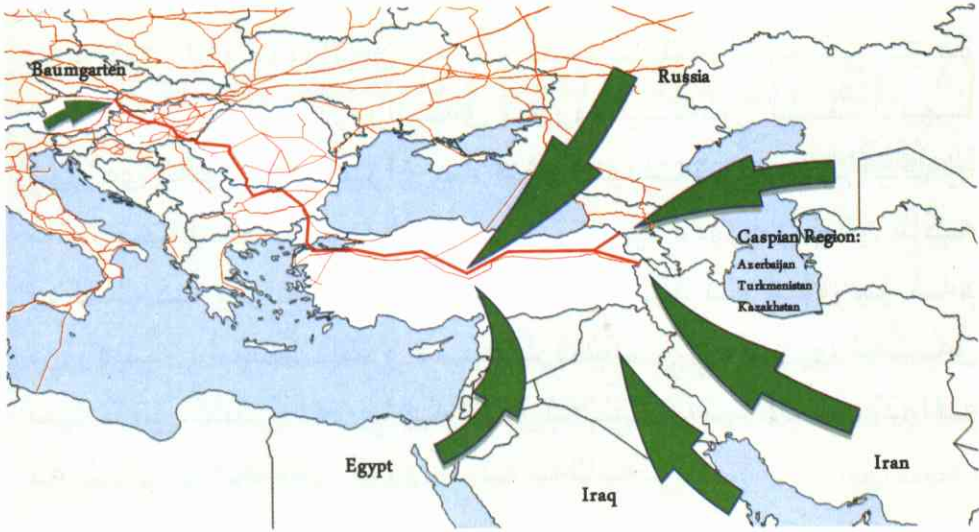 Baumgarten
Russia
Caspian Region:
Azerbaijan
Turkmenistan
Kazakhstan
Egypt
Iraq
Iran